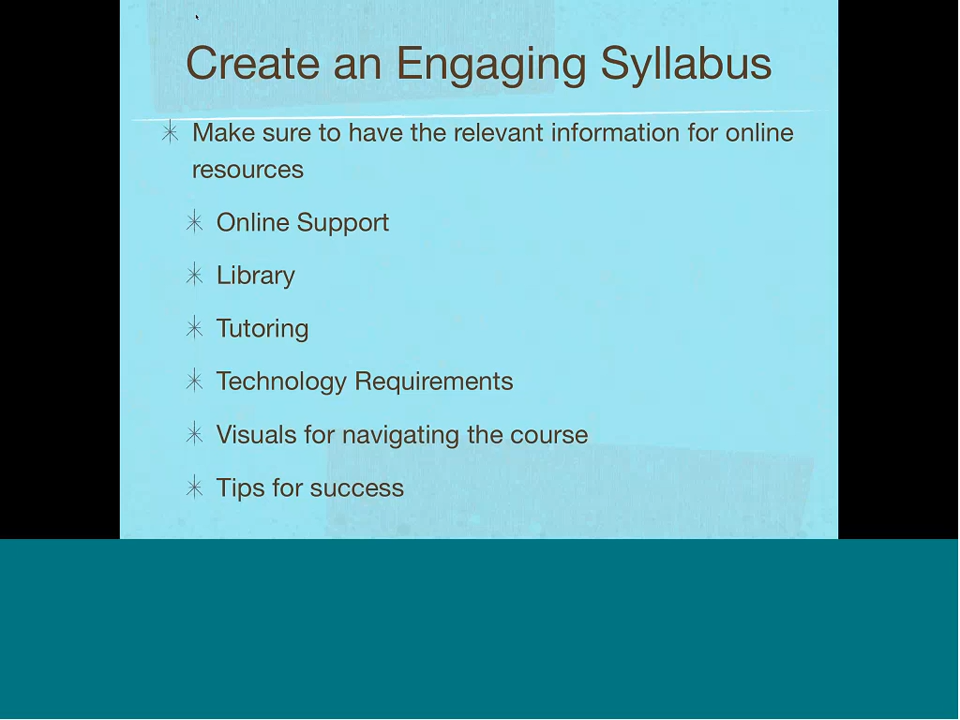 Create an Engaging Syllabus
Make sure to have the relevant information for online
resources
Online Support
Library
Tutoring
Technology Requirements
Visuals for navigating the course
Tips for success